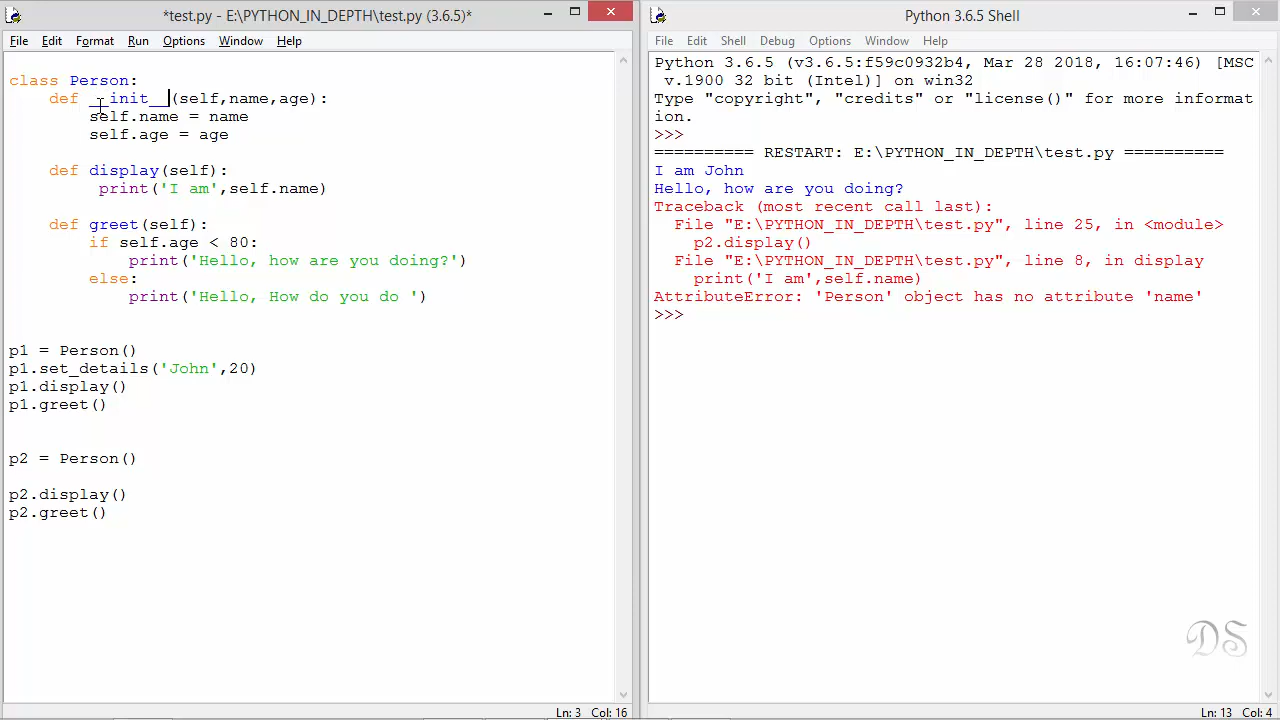 *test.py - E:\PYTHON_IN_DEPTH\test.py (3.6.5)*
File Edit Format Run Options Window Help
class Person:
    def __init__(self,name,age):
        self.name = name
        self.age = age
    def display(self):
         print('I am',self.name)
    def greet(self):
        if self.age < 80:
            print('Hello, how are you doing?')
        else:
            print('Hello, How do you do ')
p1 = Person()
p1.set_details('John',20)
p1.display()
p1.greet()
p2 = Person()
p2.display()
p2.greet()
Ln: 3 Col: 16
Python 3.6.5 Shell
File Edit Shell Debug Options Window Help
Python 3.6.5 (v3.6.5:f59c0932b4, Mar 28 2018, 16:07:46) [MSC
 v.1900 32 bit (Intel)] on win32
Type "copyright", "credits" or "license()" for more informat
ion.
>>>
========== RESTART: E:\PYTHON_IN_DEPTH\test.py ==========
I am John
Hello, how are you doing?
Traceback (most recent call last):
  File "E:\PYTHON_IN_DEPTH\test.py", line 25, in <module>
    p2.display()
  File "E:\PYTHON_IN_DEPTH\test.py", line 8, in display
    print('I am',self.name)
AttributeError: 'Person' object has no attribute 'name'
>>>
DS
Ln: 13 Col: 4